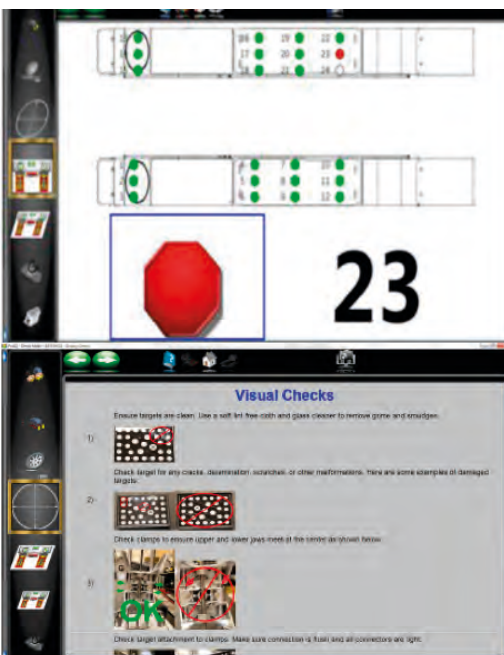 16 19 22
17 20 23
18 21 24
7 10
5 8 11
6 9 12
23
Visual Checks
Ensure targets are clean. Use a soft lint free cloth and glass cleaner to remove grime and smudges.
1)
Check target for any cracks, delamination, scratches, or other malformations. Here are some examples of damaged
targets.
2)
Check clamps to ensure upper and lower jaws meet at the center as shown below.
3)
OK
Check target attachment to clamps. Make sure connection is flush and all connectors are tight.